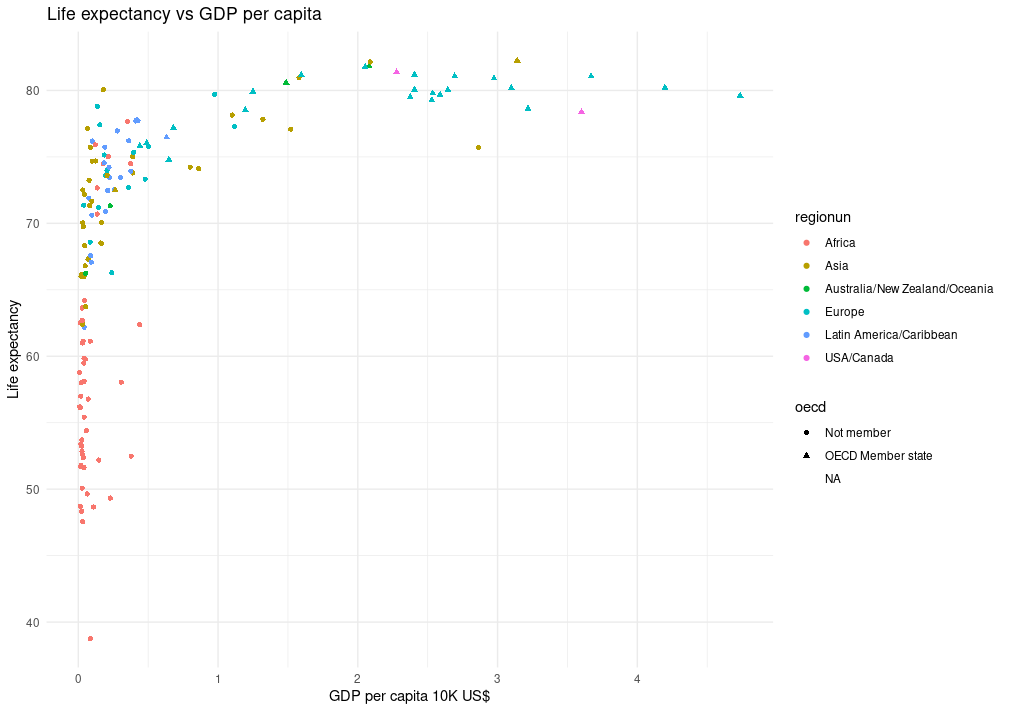 Life expectancy vs GDP per capita
Life expectancy
80
70
60
50
40
0 1 2 3 4
GDP per capita 10K US$
regionun
Africa
Asia
Australia/New Zealand/Oceania
Europe
Latin America/Caribbean
USA/Canada
oecd
Not member
OECD Member state
NA